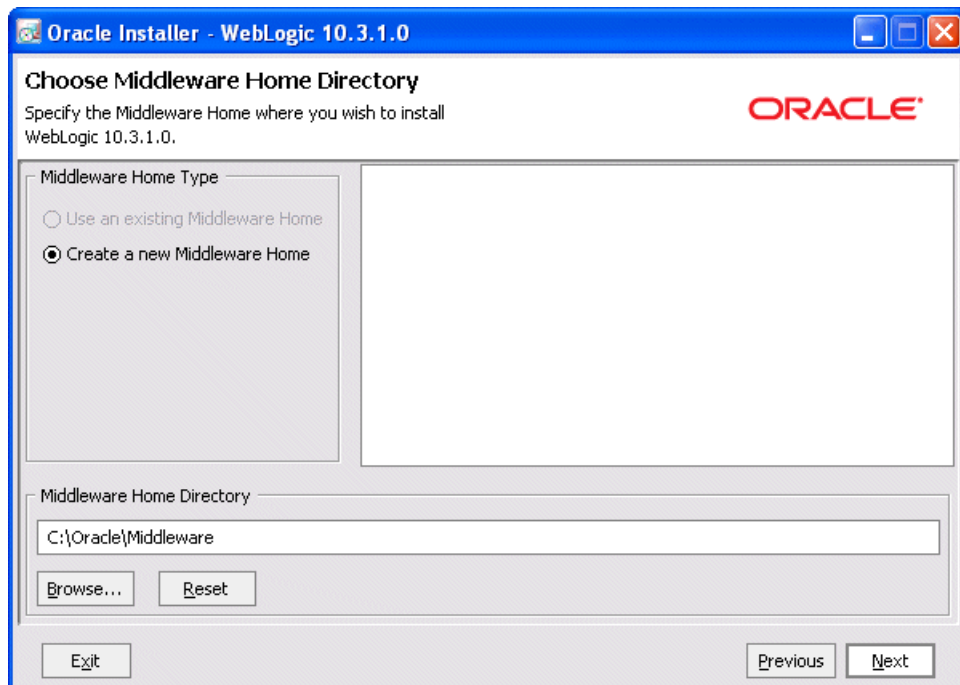 Oracle Installer - WebLogic 10.3.1.0
Choose Middleware Home Directory
Specify the Middleware Home where you wish to install
WebLogic 10.3.1.0.
ORACLE
Middleware Home Type
Use an existing Middleware Home
Create a new Middleware Home
Middleware Home Directory
C:\Oracle\Middleware
Browse...
Reset
Exit
Previous
Next